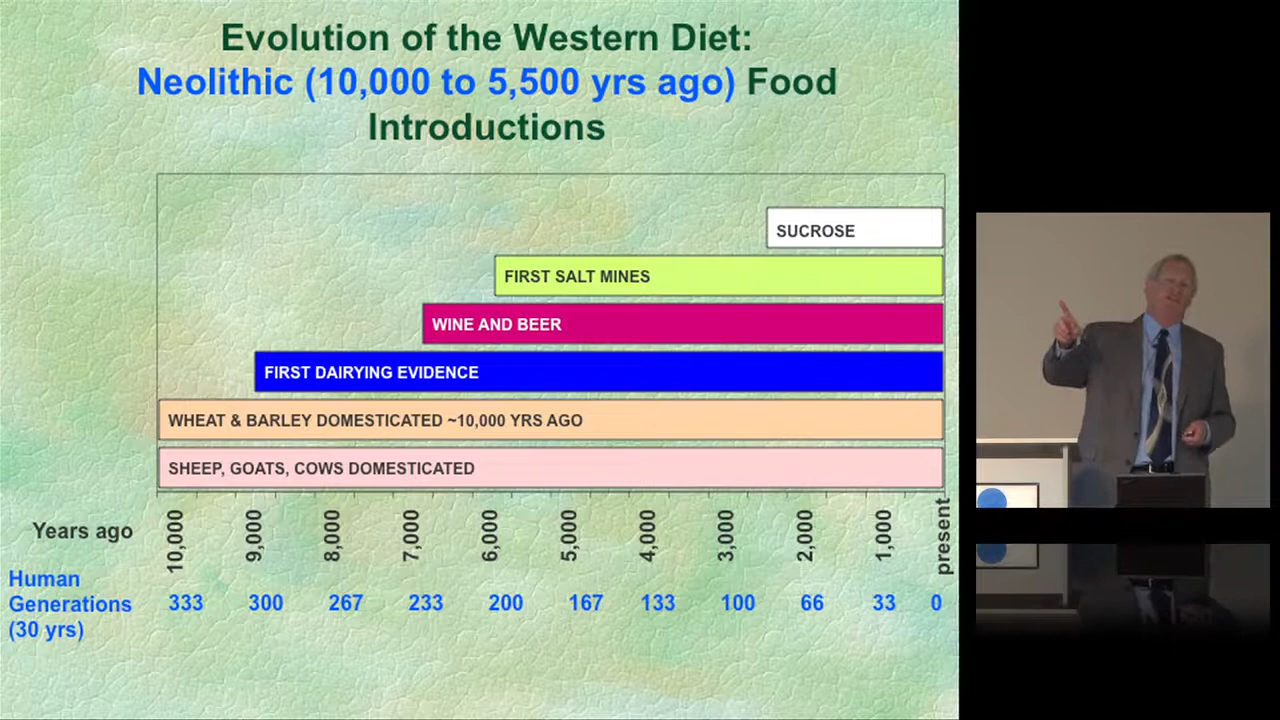 Evolution of the Western Diet:
Neolithic (10,000 to 5,500 yrs ago) Food
Introductions
SUCROSE
FIRST SALT MINES
WINE AND BEER
FIRST DAIRYING EVIDENCE
WHEAT & BARLEY DOMESTICATED ~10,000 YRS AGO
SHEEP, GOATS, COWS DOMESTICATED
Years ago
10,000
9,000
8,000
7,000
6,000
5,000
4,000
3,000
2,000
1,000
present
Human
Generations
(30 yrs)
333 300 267 233 200 167 133 100 66 33 0